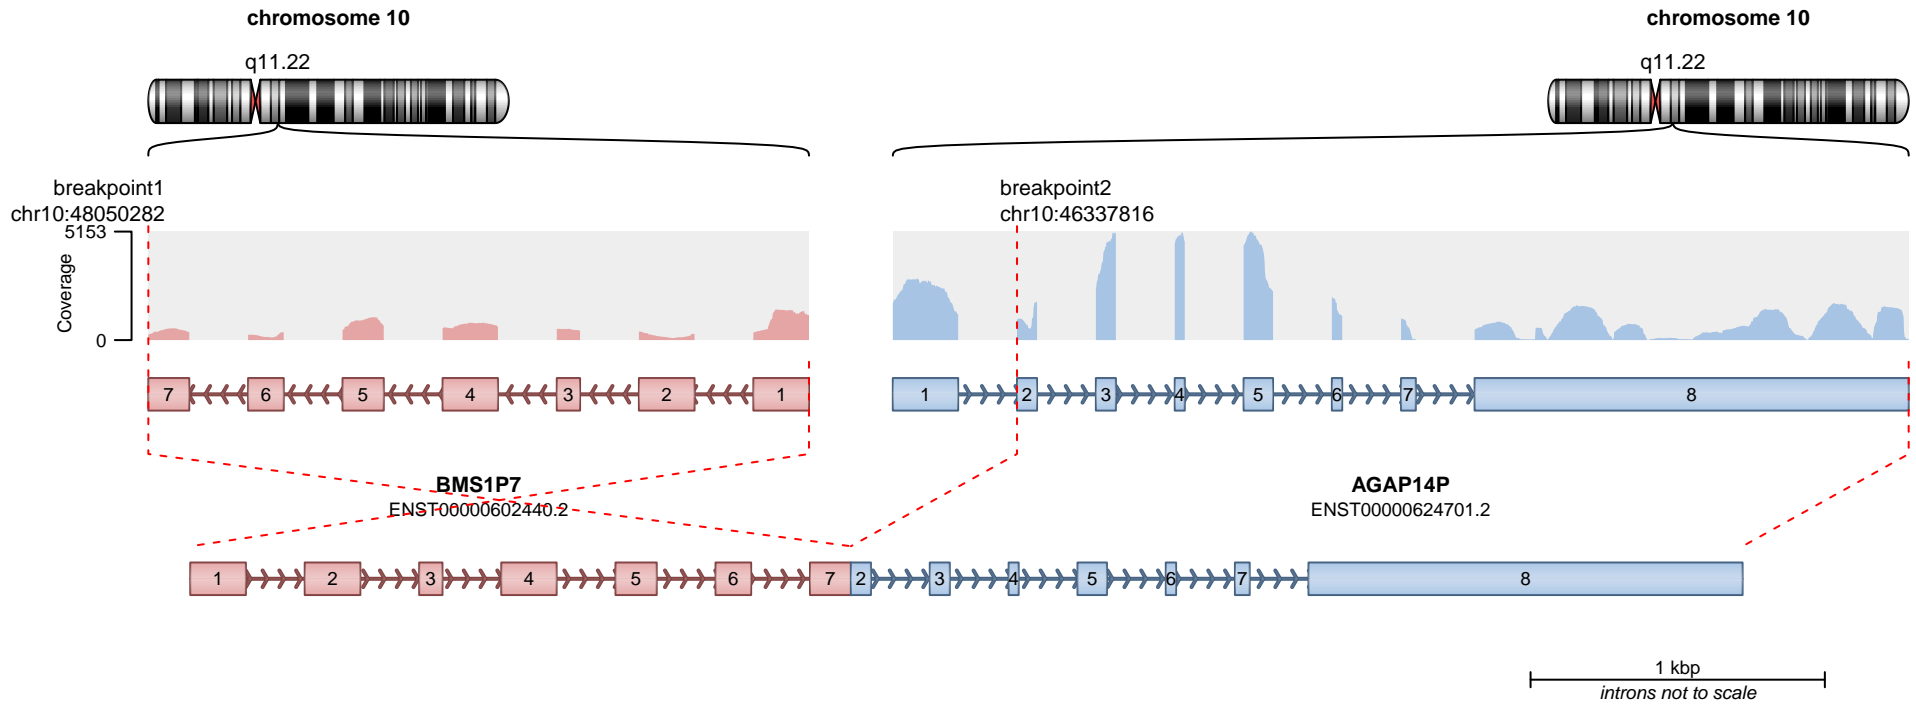 chromosome 10
chromosome 10
q11.22
q11.22
breakpoint1
chr10:48050282
breakpoint2
chr10:46337816
5153
Coverage
0
7 6 5 4 3 2 1
1 2 3 4 5 6 7 8
BMS1P7
ENST00000602440.2
AGAP14P
ENST00000624701.2
1 2 3 4 5 6 7 2 3 4 5 6 7 8
1 kbp
introns not to scale